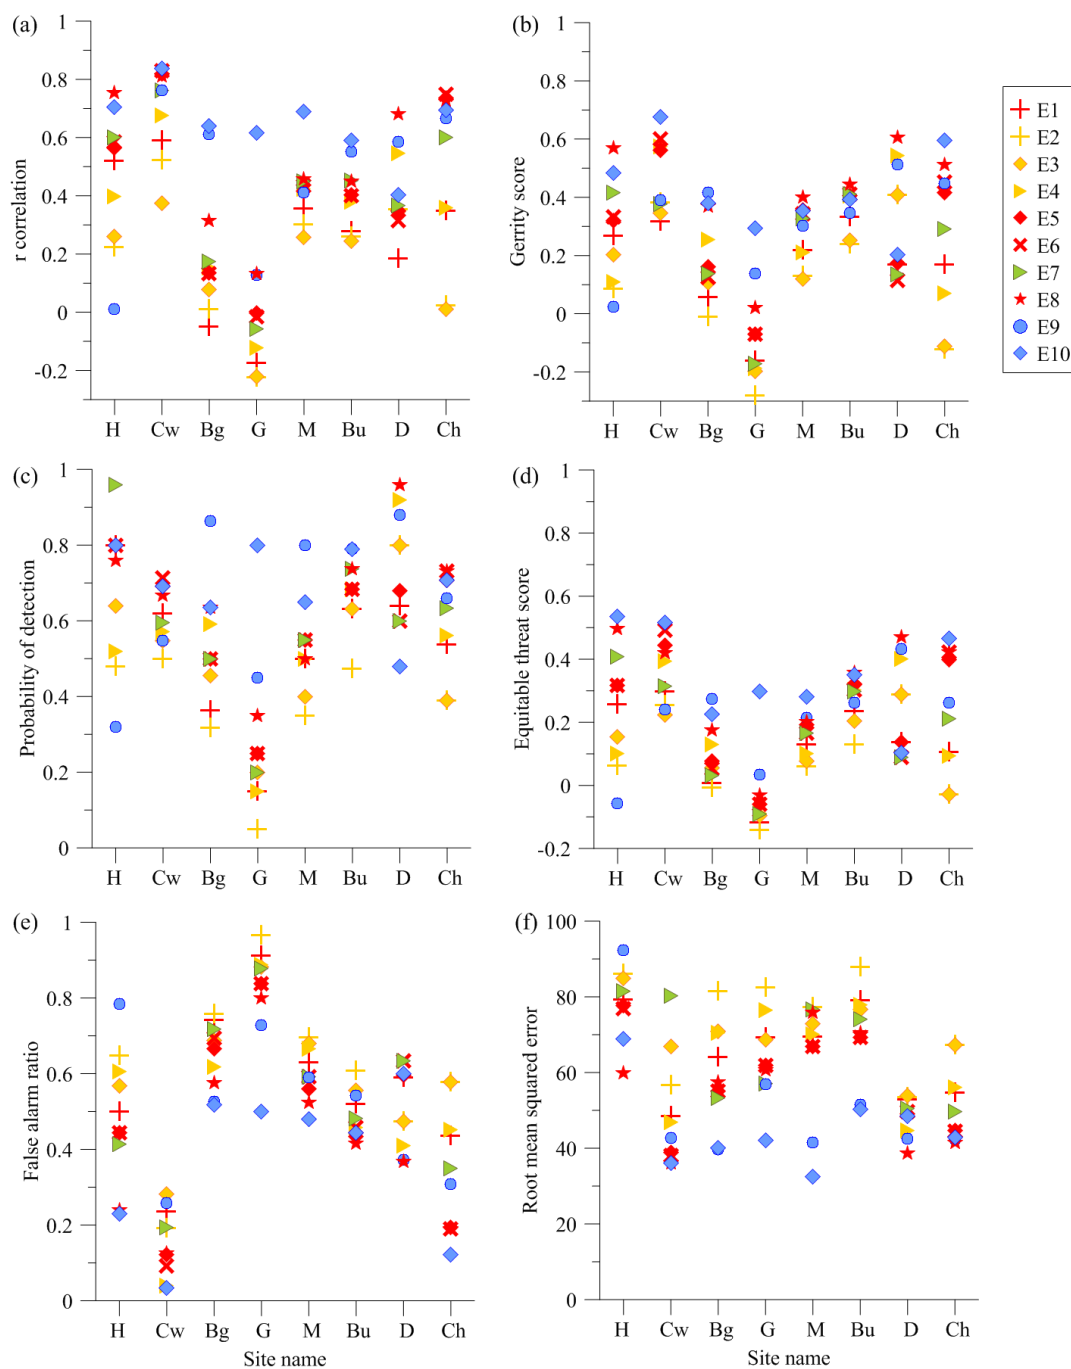 (a)
1
0.8
0.6
0.4
0.2
0
-0.2
r correlation
H Cw Bg G M Bu D Ch
(b)
1
0.8
0.6
0.4
0.2
0
-0.2
Gerrity score
H Cw Bg G M Bu D Ch
E1
E2
E3
E4
E5
E6
E7
E8
E9
E10
(c)
1
0.8
0.6
0.4
0.2
0
Probability of detection
H Cw Bg G M Bu D Ch
(d)
1
0.8
0.6
0.4
0.2
0
-0.2
Equitable threat score
H Cw Bg G M Bu D Ch
(e)
1
0.8
0.6
0.4
0.2
0
False alarm ratio
H Cw Bg G M Bu D Ch
Site name
(f)
100
80
60
40
20
0
Root mean squared error
H Cw Bg G M Bu D Ch
Site name